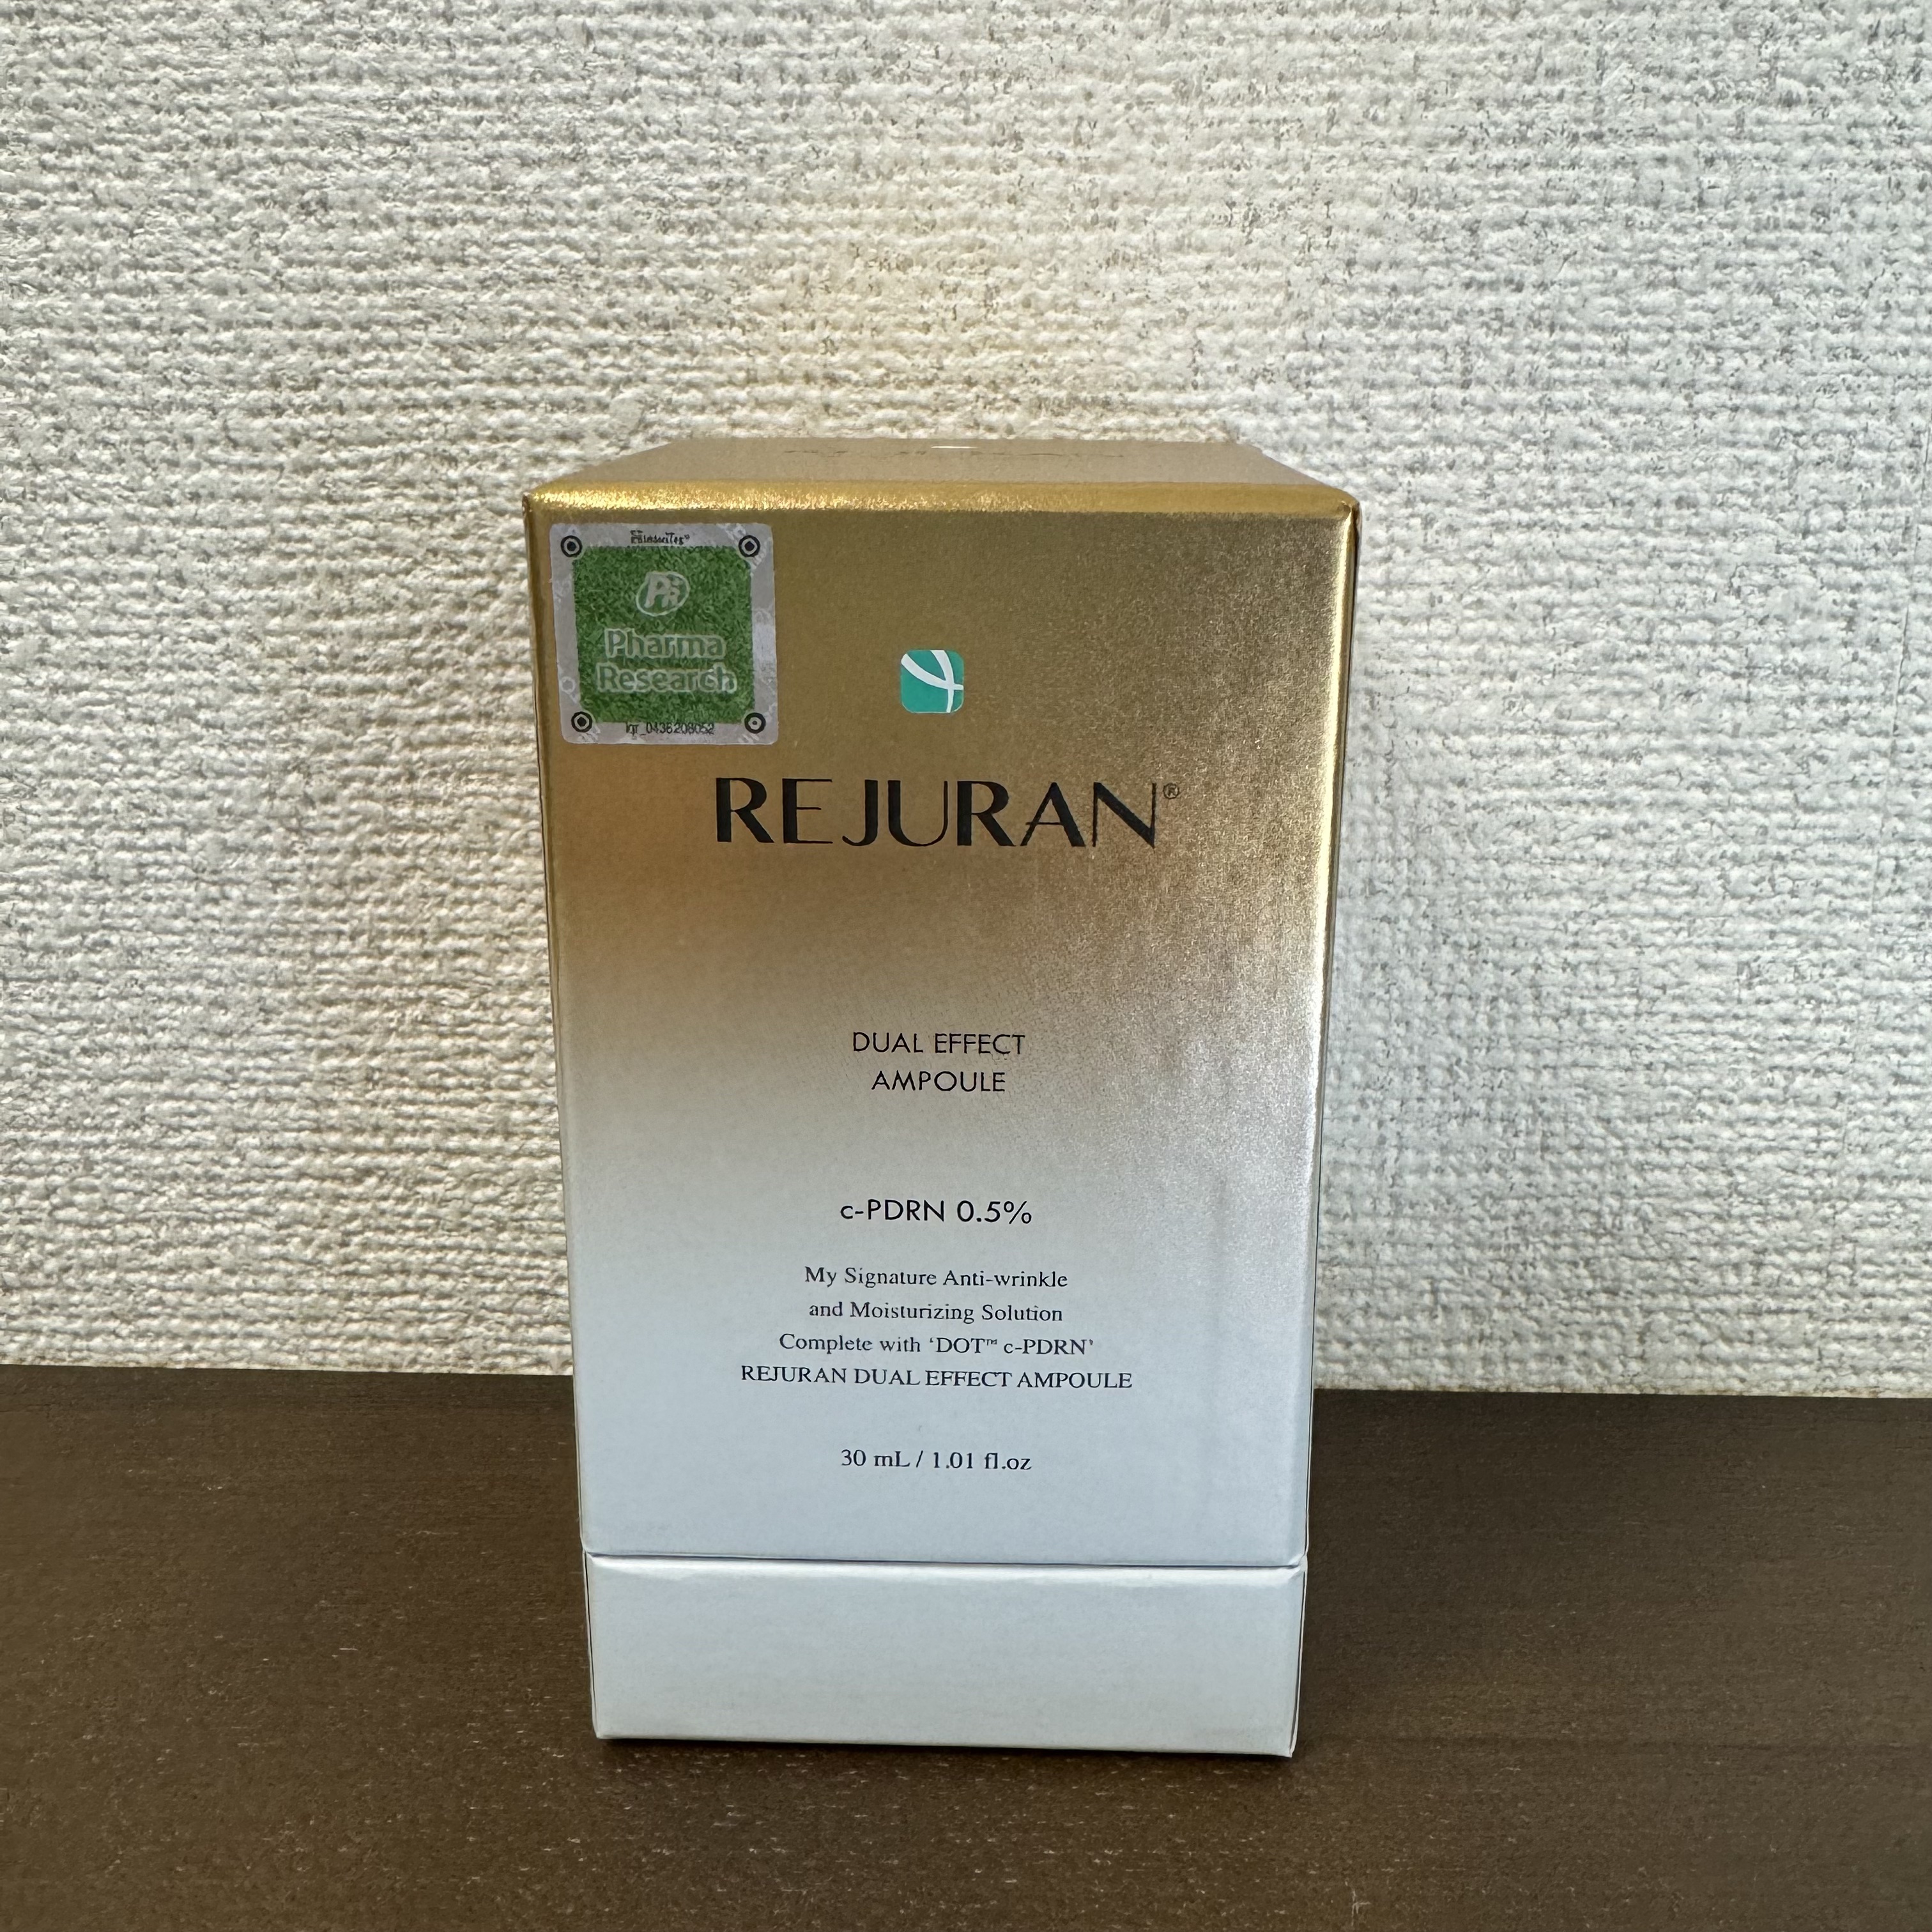 Pharma
Research
REJURAN®
DUAL EFFECT
AMPOULE
c-PDRN 0.5%
My Signature Anti-wrinkle
and Moisturizing Solution
Complete with ‘DOT™ c-PDRN’
REJURAN DUAL EFFECT AMPOULE
30 mL / 1.01 fl.oz